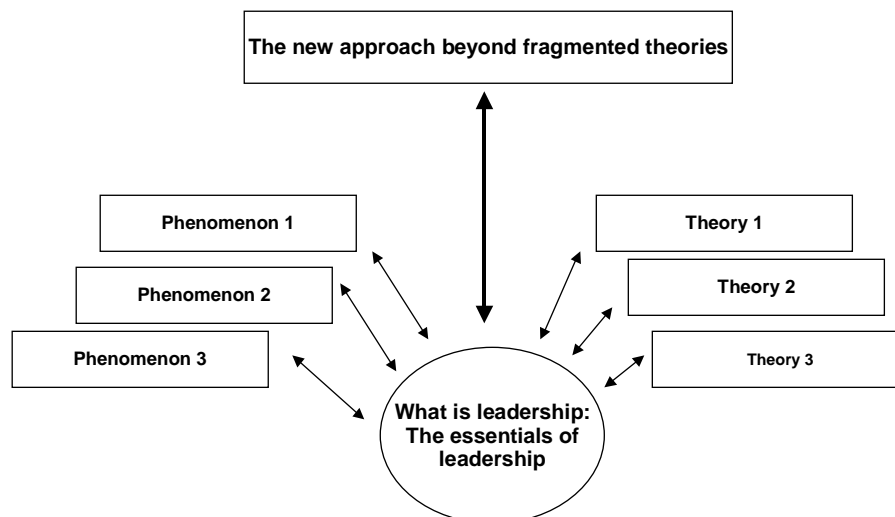 The new approach beyond fragmented theories
Phenomenon 1
Phenomenon 2
Phenomenon 3
Theory 1
Theory 2
Theory 3
What is leadership:
The essentials of
leadership